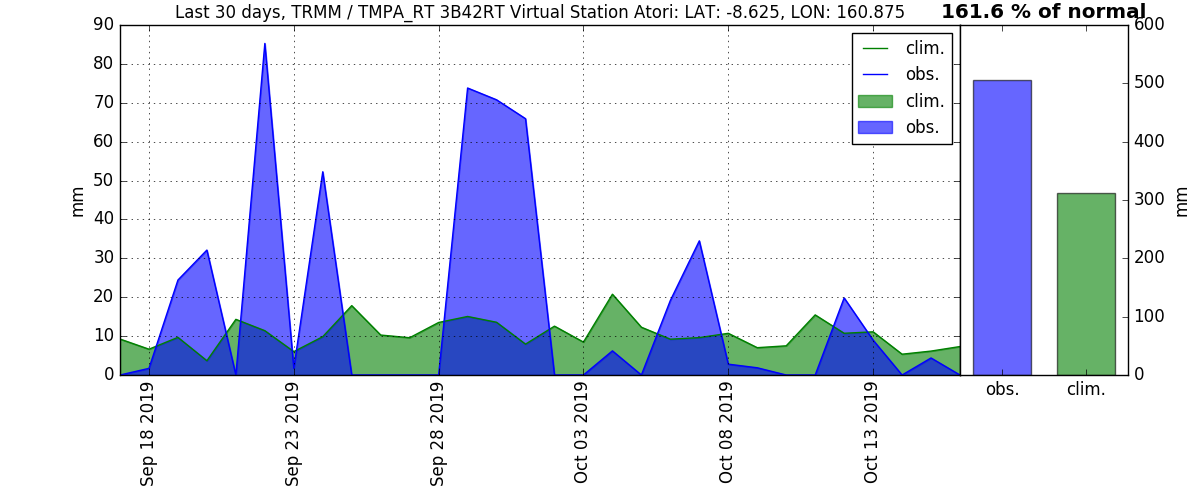 Last 30 days, TRMM / TMPA_RT 3B42RT Virtual Station Atori: LAT: -8.625, LON: 160.875
161.6 % of normal
90
80
70
60
50
40
30
20
10
0
mm
clim.
obs.
clim.
obs.
Sep 18 2019
Sep 23 2019
Sep 28 2019
Oct 03 2019
Oct 08 2019
Oct 13 2019
600
500
400
300
200
100
0
mm
obs.
clim.